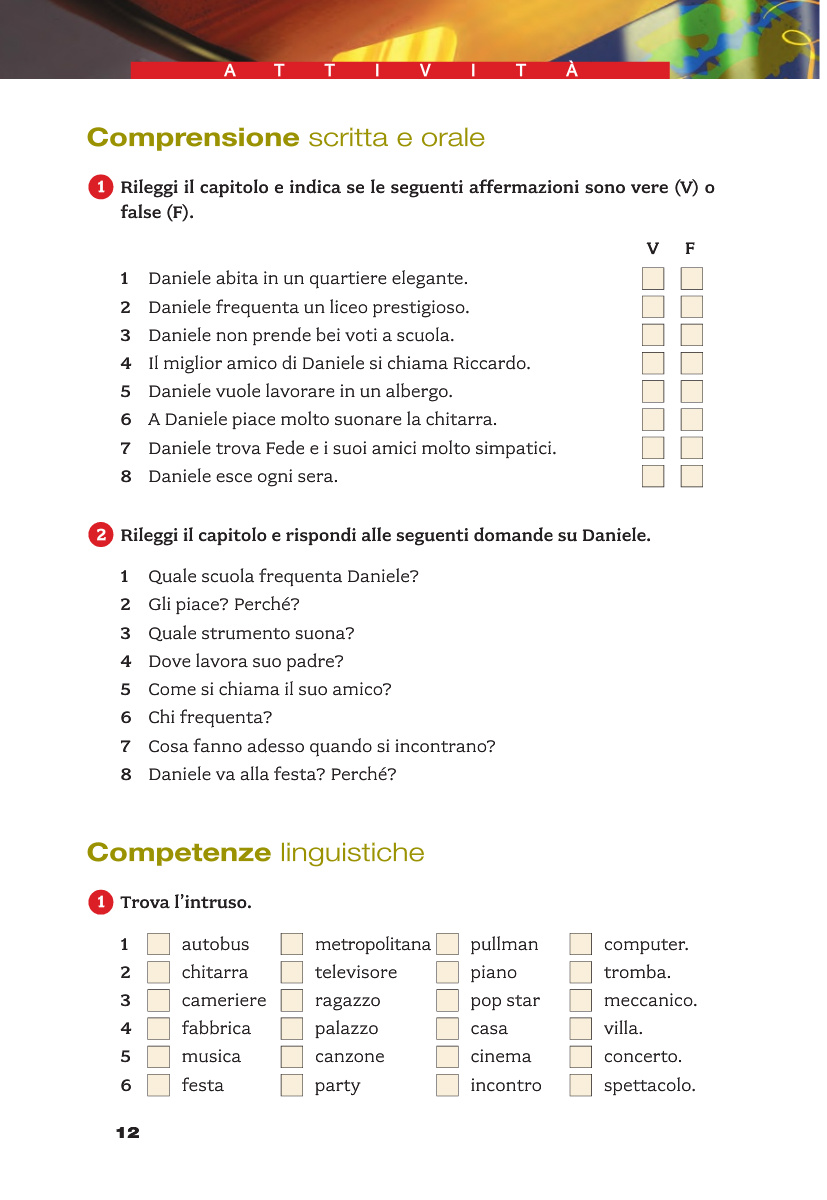 ATTIVITÀ
Comprensione scritta e orale
1 Rileggi il capitolo e indica se le seguenti affermazioni sono vere (V) o
false (F).
V F
1 Daniele abita in un quartiere elegante.
2 Daniele frequenta un liceo prestigioso.
3 Daniele non prende bei voti a scuola.
4 Il miglior amico di Daniele si chiama Riccardo.
5 Daniele vuole lavorare in un albergo.
6 A Daniele piace molto suonare la chitarra.
7 Daniele trova Fede e i suoi amici molto simpatici.
8 Daniele esce ogni sera.
2 Rileggi il capitolo e rispondi alle seguenti domande su Daniele.
1 Quale scuola frequenta Daniele?
2 Gli piace? Perché?
3 Quale strumento suona?
4 Dove lavora suo padre?
5 Come si chiama il suo amico?
6 Chi frequenta?
7 Cosa fanno adesso quando si incontrano?
8 Daniele va alla festa? Perché?
Competenze linguistiche
1 Trova l'intruso.
1 autobus metropolitana pullman computer.
2 chitarra televisore piano tromba.
3 cameriere ragazzo pop star meccanico.
4 fabbrica palazzo casa villa.
5 musica canzone cinema concerto.
6 festa party incontro spettacolo.
12